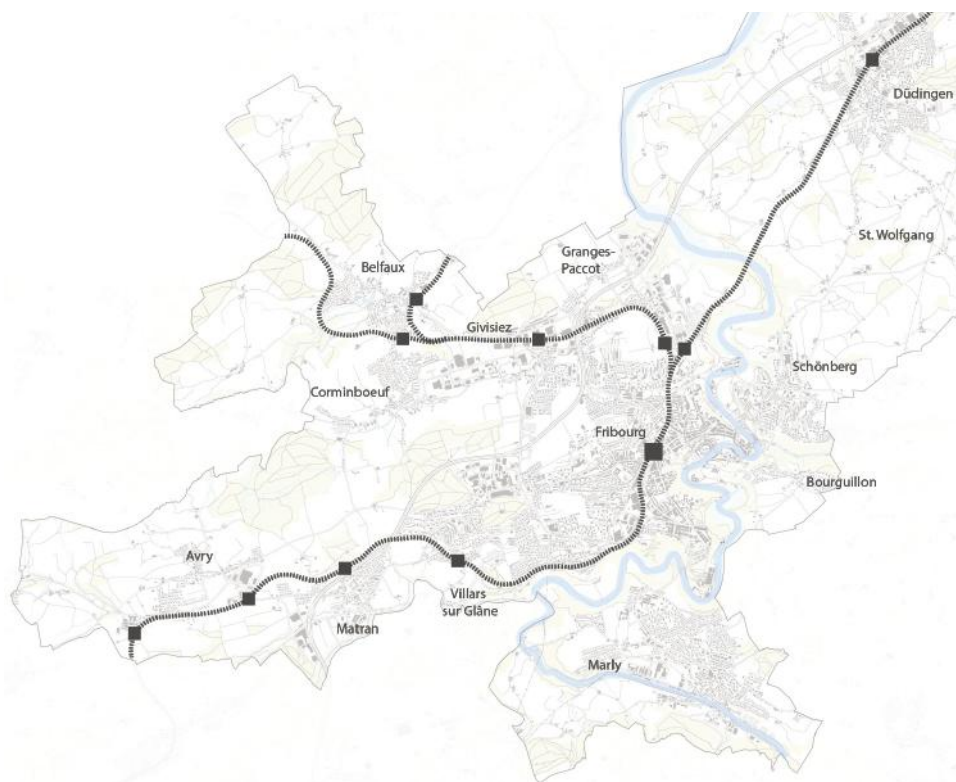 Düdingen
St. Wolfgang
Granges-
Paccot
Belfaux
Givisiez
Schönberg
Corminboeuf
Fribourg
Bourguillon
Avry
Villars
sur Glâne
Matran
Marly